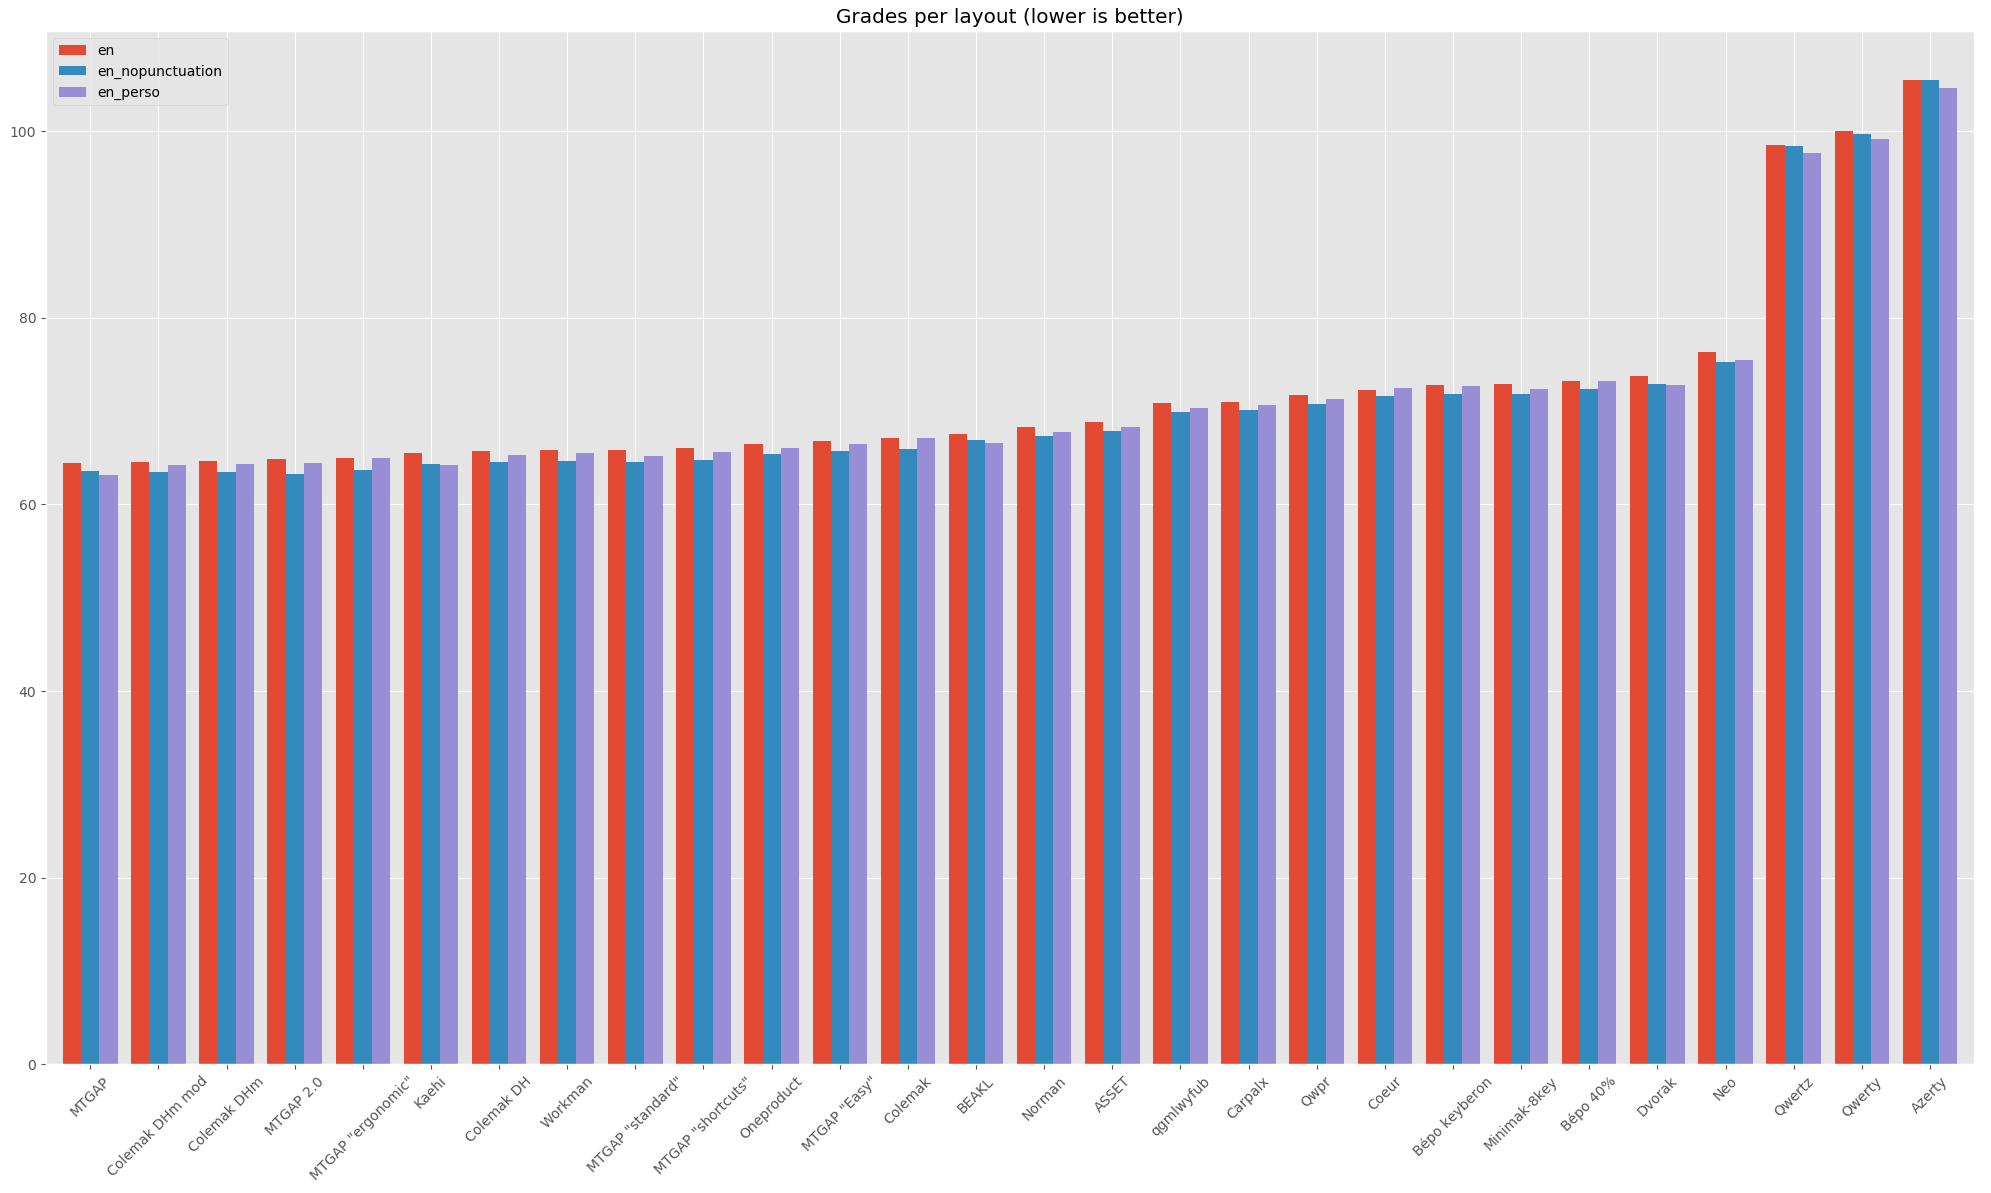 Grades per layout (lower is better)
en
en_nopunctuation
en_perso
100
80
60
40
20
0
MTGAP
Colemak DHm mod
Colemak DHm
MTGAP 2.0
MTGAP "ergonomic"
Kaehi
Colemak DH
Workman
MTGAP "standard"
MTGAP "shortcuts"
Oneproduct
MTGAP "Easy"
Colemak
BEAKL
Norman
ASSET
qgmlwyfub
Carpalx
Qwpr
Coeur
Bépo keyberon
Minimak-8key
Bépo 40%
Dvorak
Neo
Qwertz
Qwerty
Azerty